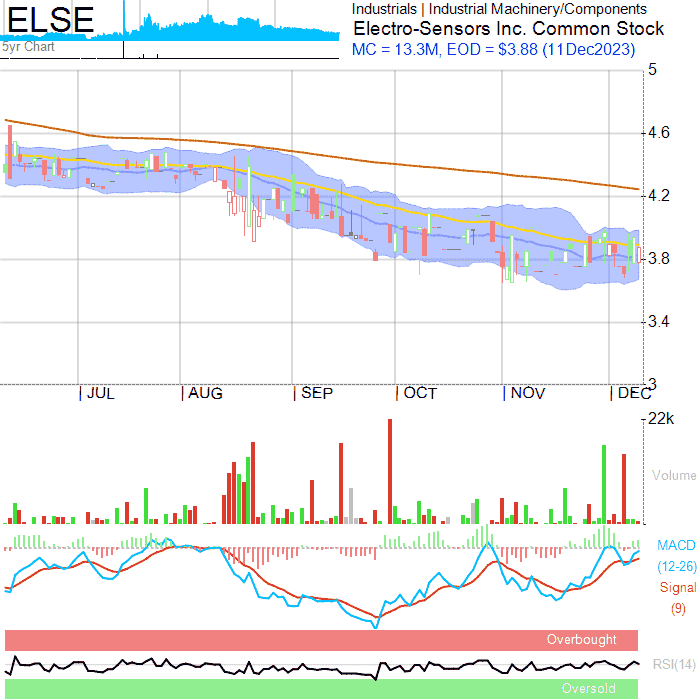 ELSE
5yr Chart
Industrials | Industrial Machinery/Components
Electro-Sensors Inc. Common Stock
MC = 13.3M, EOD = $3.88 (11Dec2023)
5
4.6
4.2
3.8
3.4
3
| JUL | AUG | SEP | OCT | NOV | DEC
22k
Volume
MACD
(12-26)
Signal
(9)
Overbought
RSI(14)
Oversold